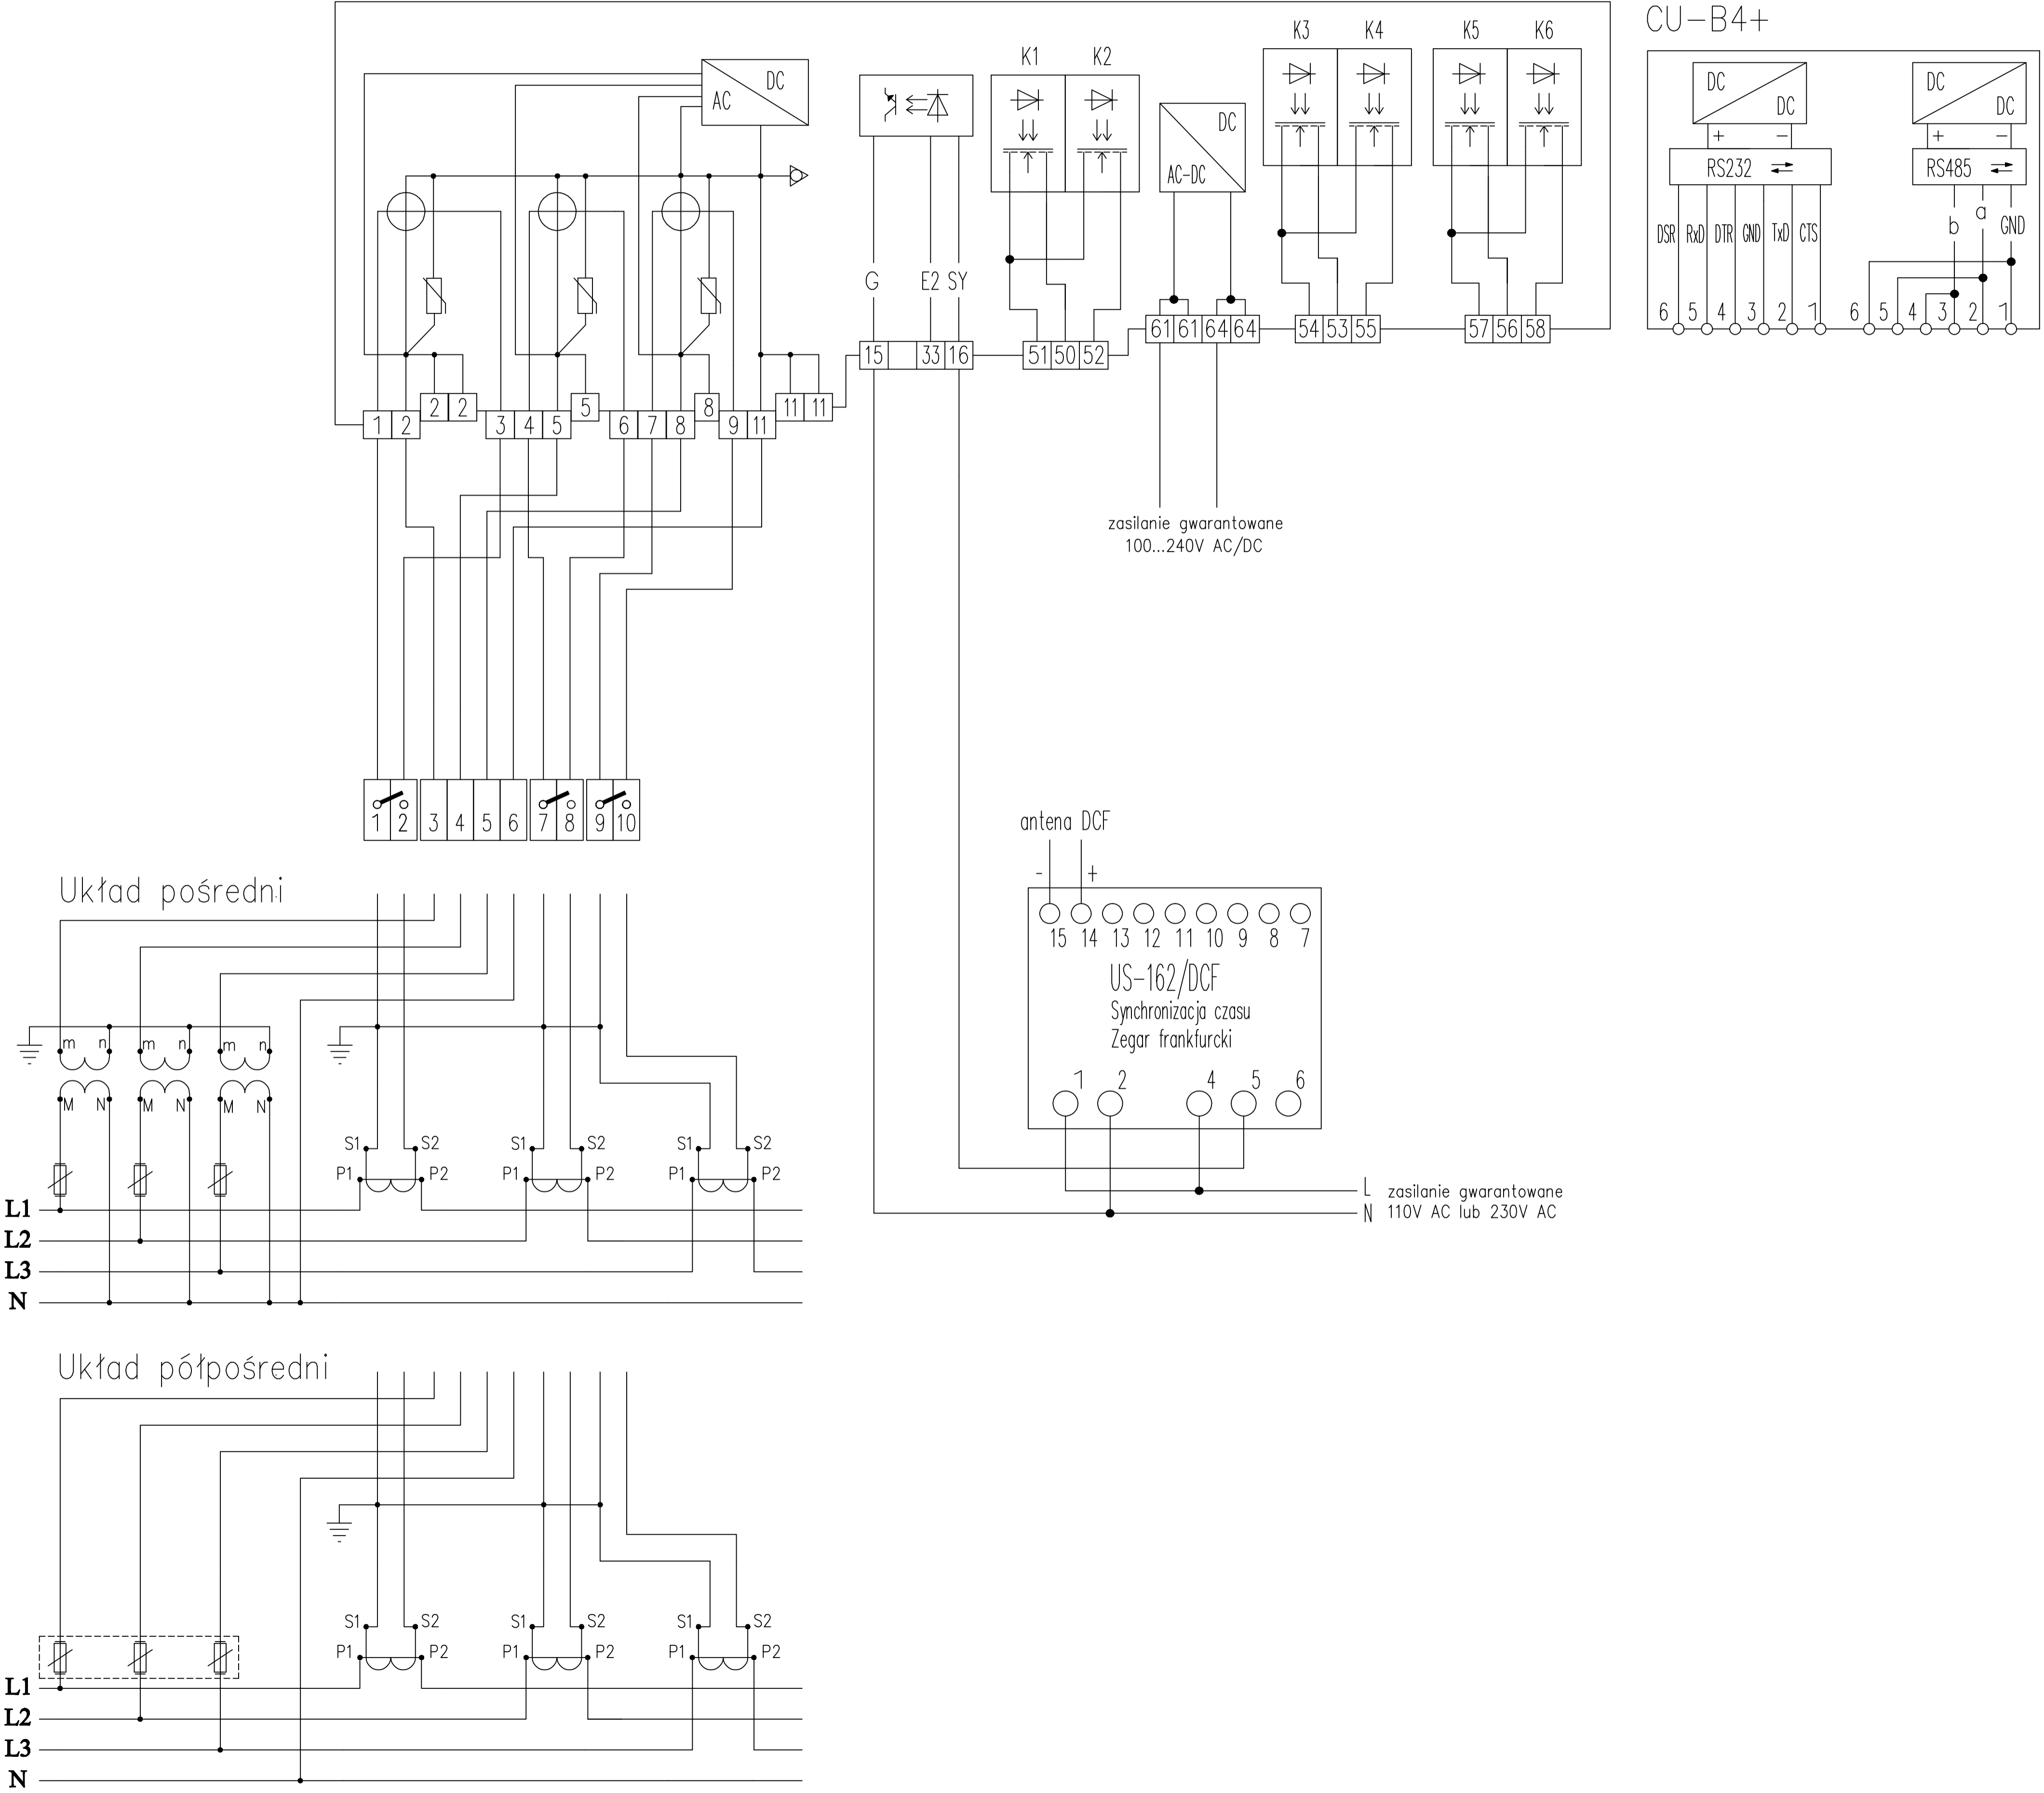 CU-B4+
K1 K2 K3 K4 K5 K6
DC
AC
DC
AC-DC
DC
DC
DC
DC
+ -
+ -
RS232
RS485
DSR RxD DTR GND TxD CTS
b a GND
G E2 SY
6 5 4 3 2 1
6 5 4 3 2 1
61 61 64 64
54 53 55
57 56 58
15 33 16
51 50 52
2 2 5 8 11 11
1 2 3 4 5 6 7 8 9 11
zasilanie gwarantowane
100...240V AC/DC
1 2 3 4 5 6 7 8 9 10
antena DCF
- +
15 14 13 12 11 10 9 8 7
US-162/DCF
Synchronizacja czasu
Zegar frankfurcki
1 2 4 5 6
L zasilanie gwarantowane
N 110V AC lub 230V AC
Układ pośredni
m n m n m n
M N M N M N
S1 S2 S1 S2 S1 S2
P1 P2 P1 P2 P1 P2
L1
L2
L3
N
Układ półpośredni
S1 S2 S1 S2 S1 S2
P1 P2 P1 P2 P1 P2
L1
L2
L3
N